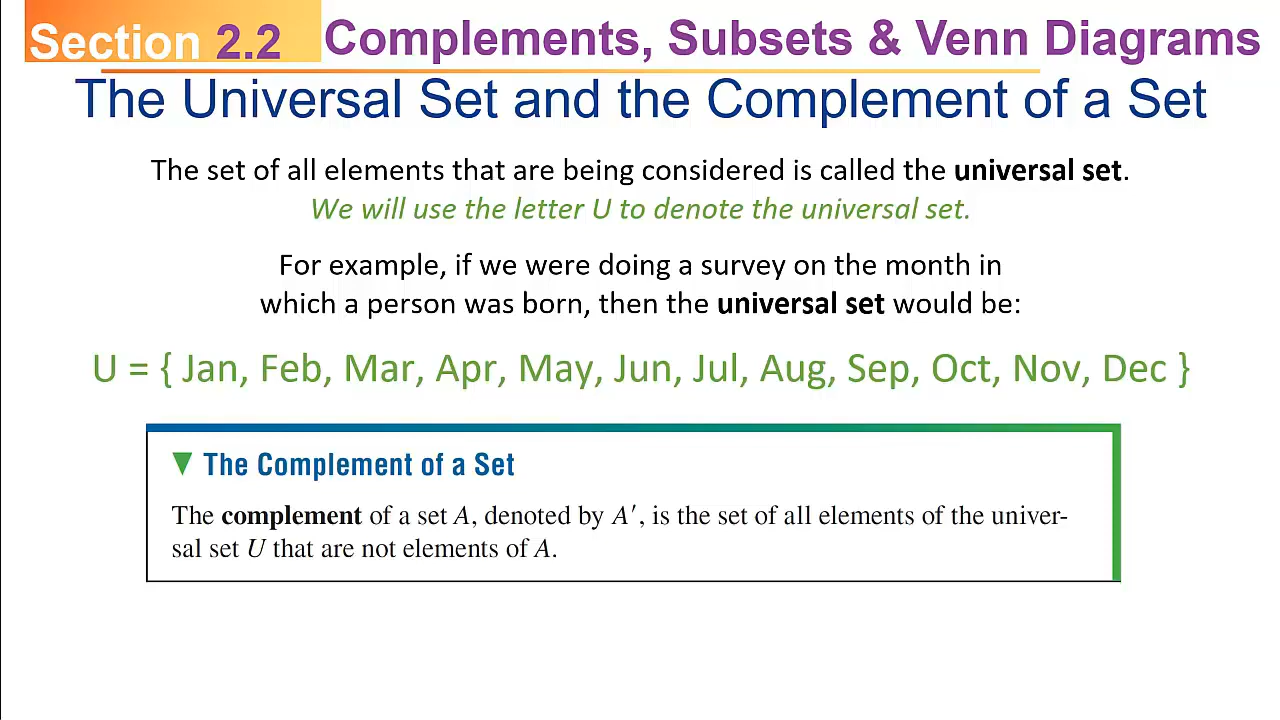 Section 2.2 Complements, Subsets & Venn Diagrams
The Universal Set and the Complement of a Set
The set of all elements that are being considered is called the universal set.
We will use the letter U to denote the universal set.
For example, if we were doing a survey on the month in
which a person was born, then the universal set would be:
U = { Jan, Feb, Mar, Apr, May, Jun, Jul, Aug, Sep, Oct, Nov, Dec }
▼ The Complement of a Set
The complement of a set A, denoted by A′, is the set of all elements of the univer-
sal set U that are not elements of A.